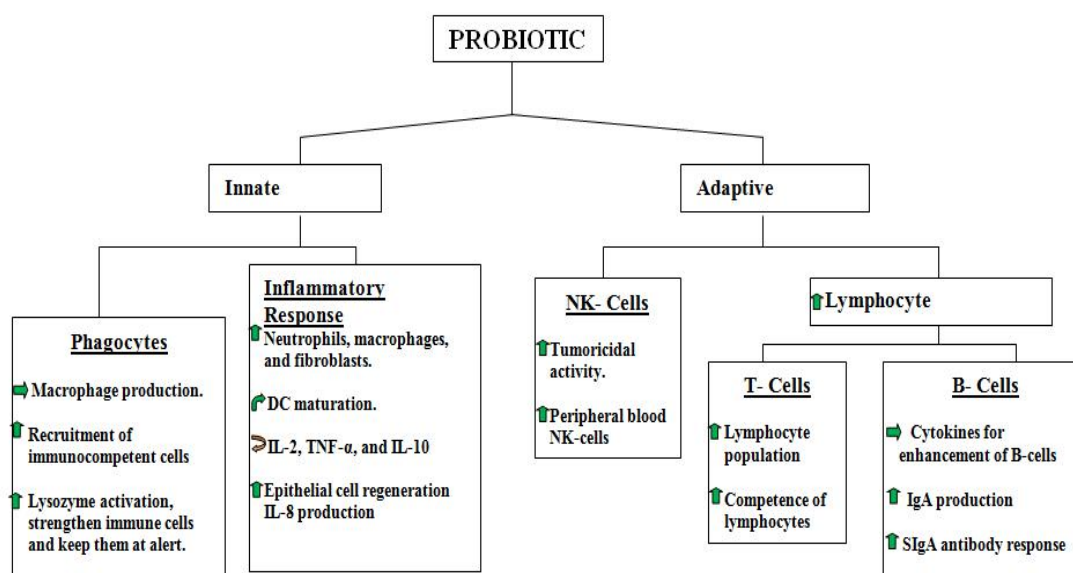 PROBIOTIC
Innate
Adaptive
Phagocytes
Macrophage production.
Recruitment of
immunocompetent cells
Lysozyme activation,
strengthen immune cells
and keep them at alert.
Inflammatory
Response
Neutrophils, macrophages,
and fibroblasts.
DC maturation.
IL-2, TNF-α, and IL-10
Epithelial cell regeneration
IL-8 production
NK- Cells
Tumoricidal
activity.
Peripheral blood
NK-cells
Lymphocyte
T- Cells
Lymphocyte
population
Competence of
lymphocytes
B- Cells
Cytokines for
enhancement of B-cells
IgA production
SIgA antibody response